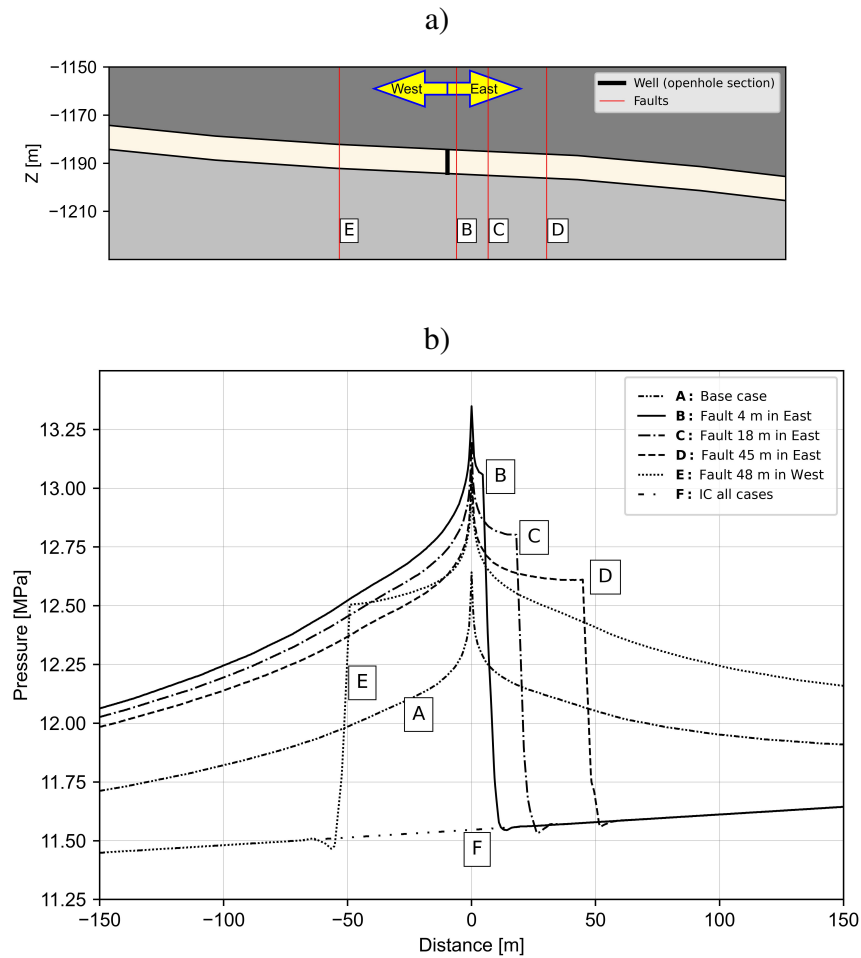 a)
−1150
−1170
−1190
−1210
Z [m]
West East
Well (openhole section)
Faults
E B C D
b)
13.25
13.00
12.75
12.50
12.25
12.00
11.75
11.50
11.25
Pressure [MPa]
A: Base case
B: Fault 4 m in East
C: Fault 18 m in East
D: Fault 45 m in East
E: Fault 48 m in West
F: IC all cases
B
C
D
E
A
F
−150 −100 −50 0 50 100 150
Distance [m]